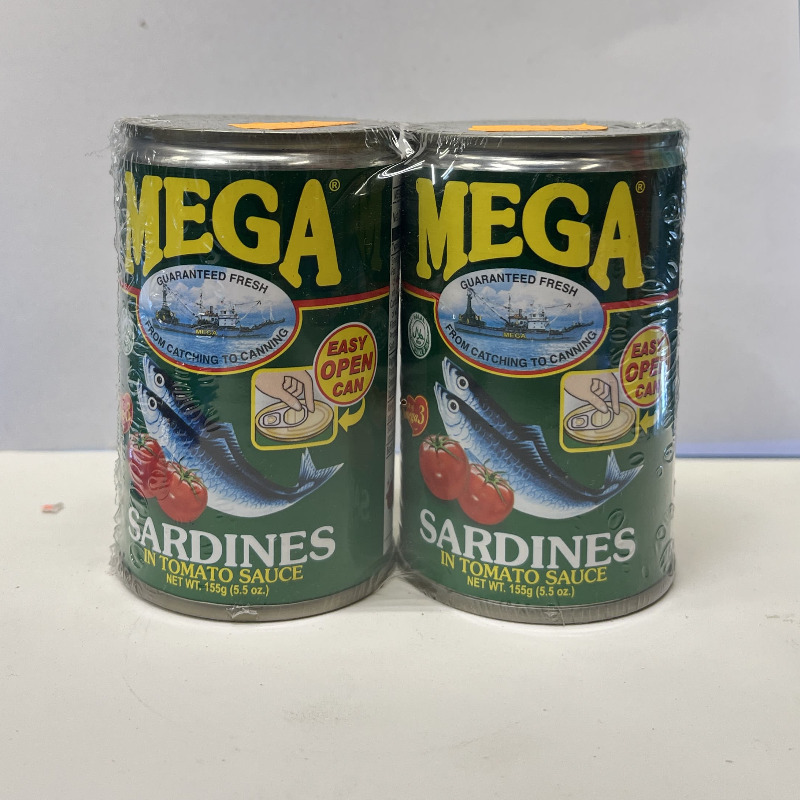 MEGA®
GUARANTEED FRESH
MEGA
FROM CATCHING TO CANNING
EASY
OPEN
CAN
SARDINES
IN TOMATO SAUCE
NET WT. 155g (5.5 oz.)
MEGA®
GUARANTEED FRESH
MEGA
FROM CATCHING TO CANNING
EASY
OPEN
CAN
SARDINES
IN TOMATO SAUCE
NET WT. 155g (5.5 oz.)